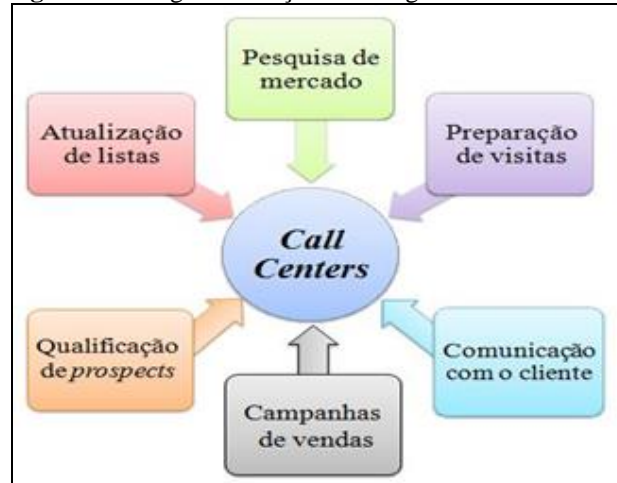 Pesquisa de
mercado
Atualização
de listas
Preparação
de visitas
Call
Centers
Qualificação
de prospects
Comunicação
com o cliente
Campanhas
de vendas